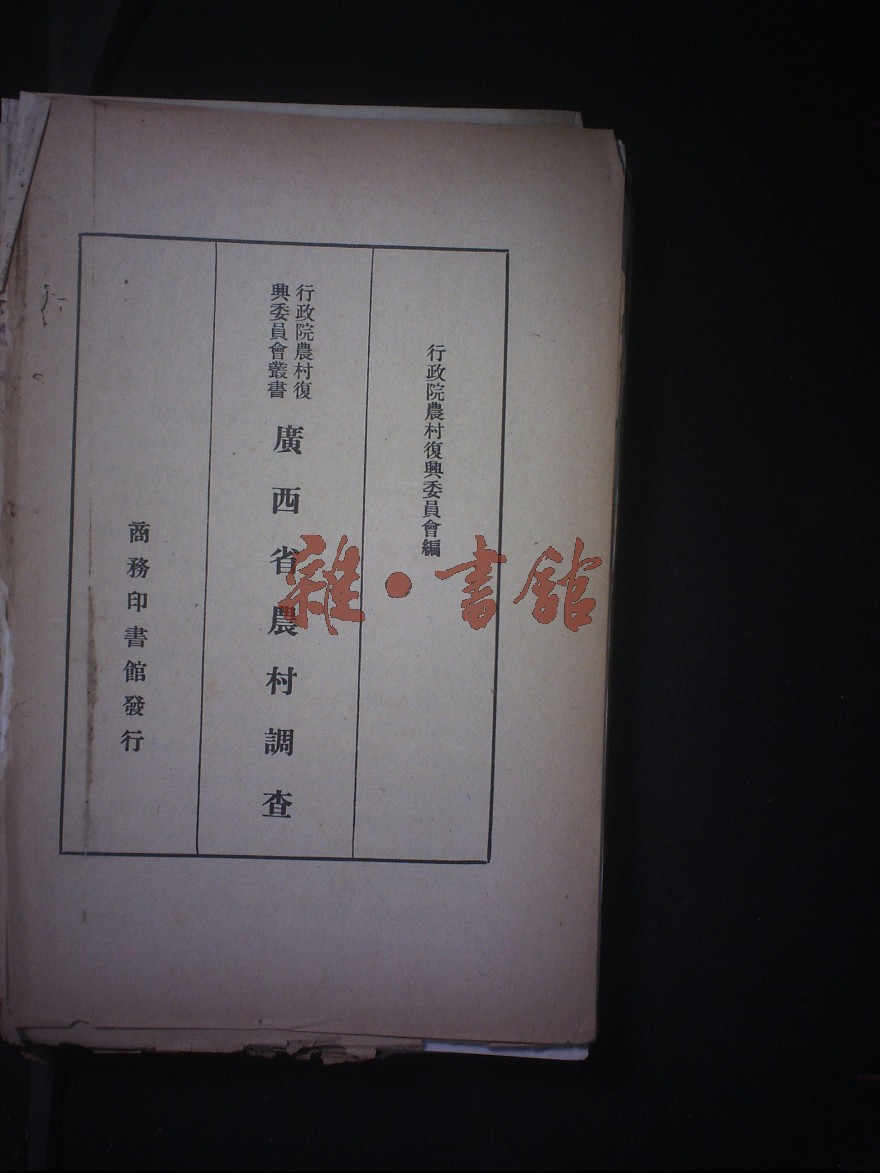 行政院農村復興委員會編
行政院農村復
興委員會叢書
廣西省農村調查
商務印書館發行
雜·書館